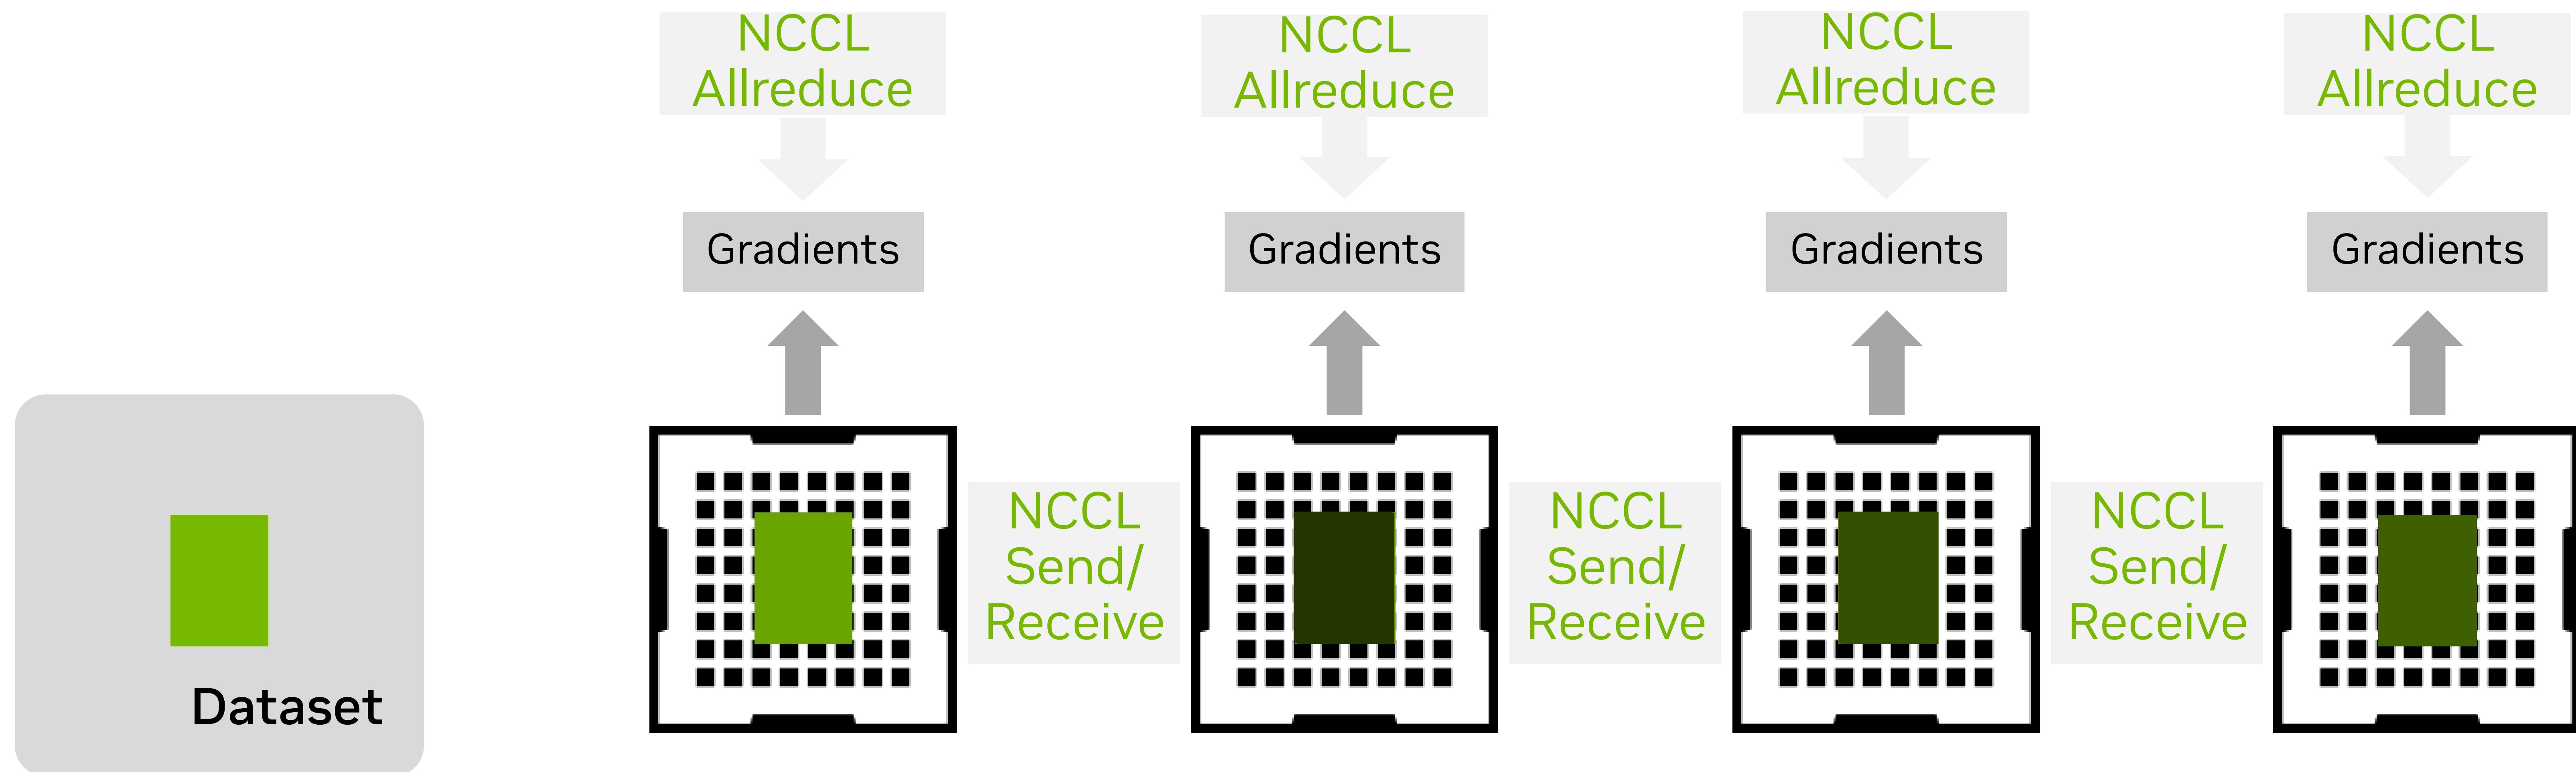 NCCL
Allreduce
NCCL
Allreduce
NCCL
Allreduce
NCCL
Allreduce
Gradients
Gradients
Gradients
Gradients
Dataset
NCCL
Send/
Receive
NCCL
Send/
Receive
NCCL
Send/
Receive